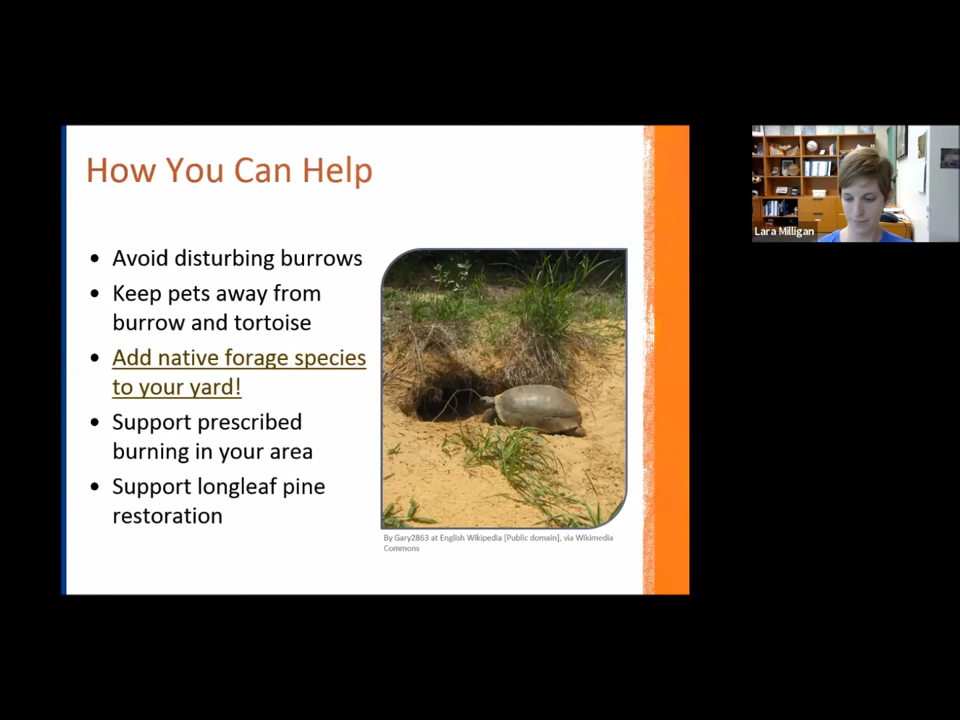 How You Can Help
• Avoid disturbing burrows
• Keep pets away from
burrow and tortoise
• Add native forage species
to your yard!
• Support prescribed
burning in your area
• Support longleaf pine
restoration
By Gary2863 at English Wikipedia [Public domain], via Wikimedia
Commons
Lara Milligan